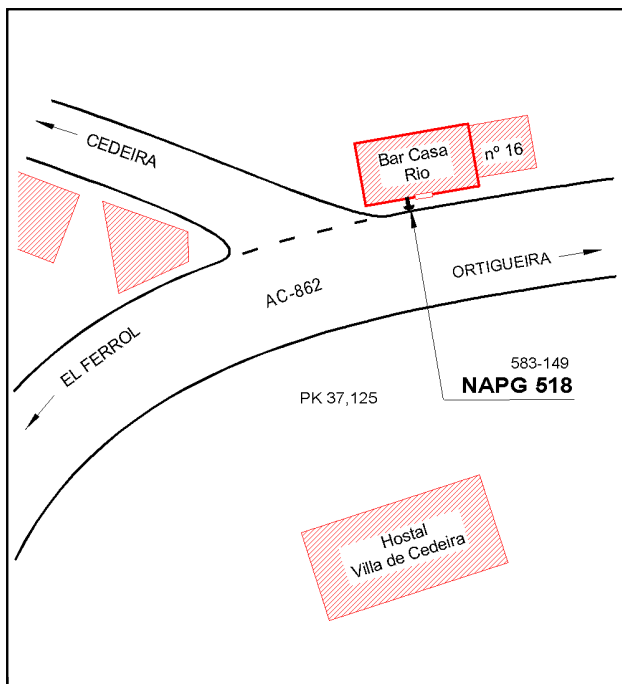 CEDEIRA
Bar Casa
Rio
nº 16
ORTIGUEIRA
AC-862
EL FERROL
583-149
NAPG 518
PK 37,125
Hostal
Villa de Cedeira